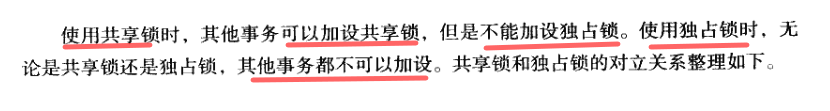 使用共享锁时，其他事务可以加设共享锁，但是不能加设独占锁。使用独占锁时，无
论是共享锁还是独占锁，其他事务都不可以加设。共享锁和独占锁的对立关系整理如下。